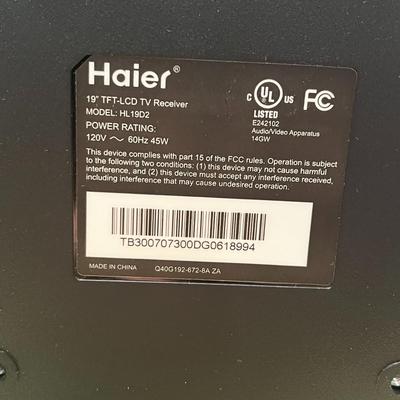 Haier®
19" TFT-LCD TV Receiver
MODEL: HL19D2
POWER RATING:
120V ~ 60Hz 45W
C UL US FC
LISTED
E242102
Audio/Video Apparatus
14GW
This device complies with part 15 of the FCC rules. Operation is subject
to the following two conditions: (1) this device may not cause harmful
interference, and (2) this device must accept any interference received,
including interference that may cause undesired operation.
TB300707300DG0618994
MADE IN CHINA Q40G192-672-8A ZA